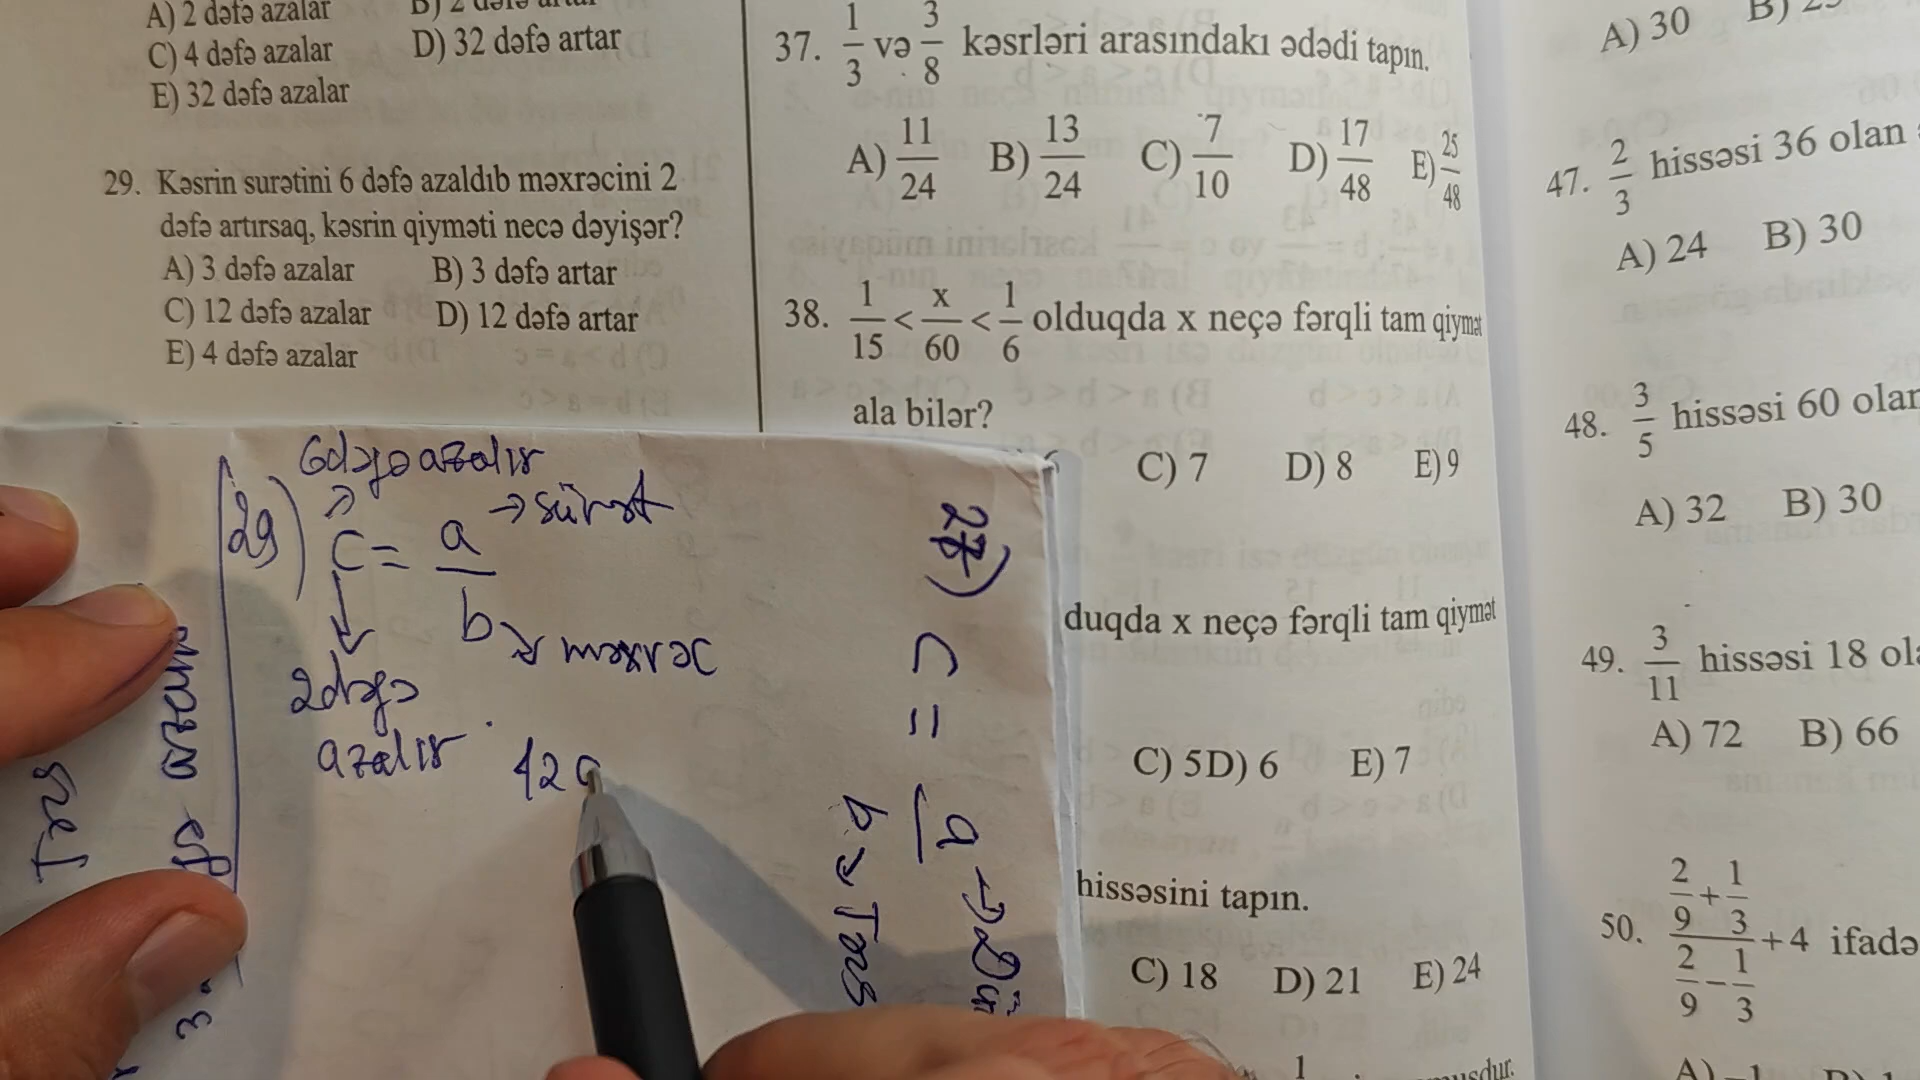 A) 2 dəfə azalar
C) 4 dəfə azalar D) 32 dəfə artar
E) 32 dəfə azalar
29. Kəsrin surətini 6 dəfə azaldıb məxrəcini 2
dəfə artırsaq, kəsrin qiyməti necə dəyişər?
A) 3 dəfə azalar B) 3 dəfə artar
C) 12 dəfə azalar D) 12 dəfə artar
E) 4 dəfə azalar
6dəfə azalır
29) C = a/b → sürət
→ məxrəc
2dəfə
azalır
12
27) C = a/b
37. 1/3 və 3/8 kəsrləri arasındakı ədədi tapın.
A) 11/24 B) 13/24 C) 7/10 D) 17/48 E) 25/48
38. 1/15 < x/60 < 1/6 olduqda x neçə fərqli tam qiymət
ala bilər?
C) 7 D) 8 E) 9
duqda x neçə fərqli tam qiymət
C) 5 D) 6 E) 7
hissəsini tapın.
C) 18 D) 21 E) 24
A) 30
47. 2/3 hissəsi 36 olan
A) 24 B) 30
48. 3/5 hissəsi 60 olan
A) 32 B) 30
49. 3/11 hissəsi 18 ola
A) 72 B) 66
50. (2/9 + 1/3)/(2/9 − 1/3) + 4 ifadə